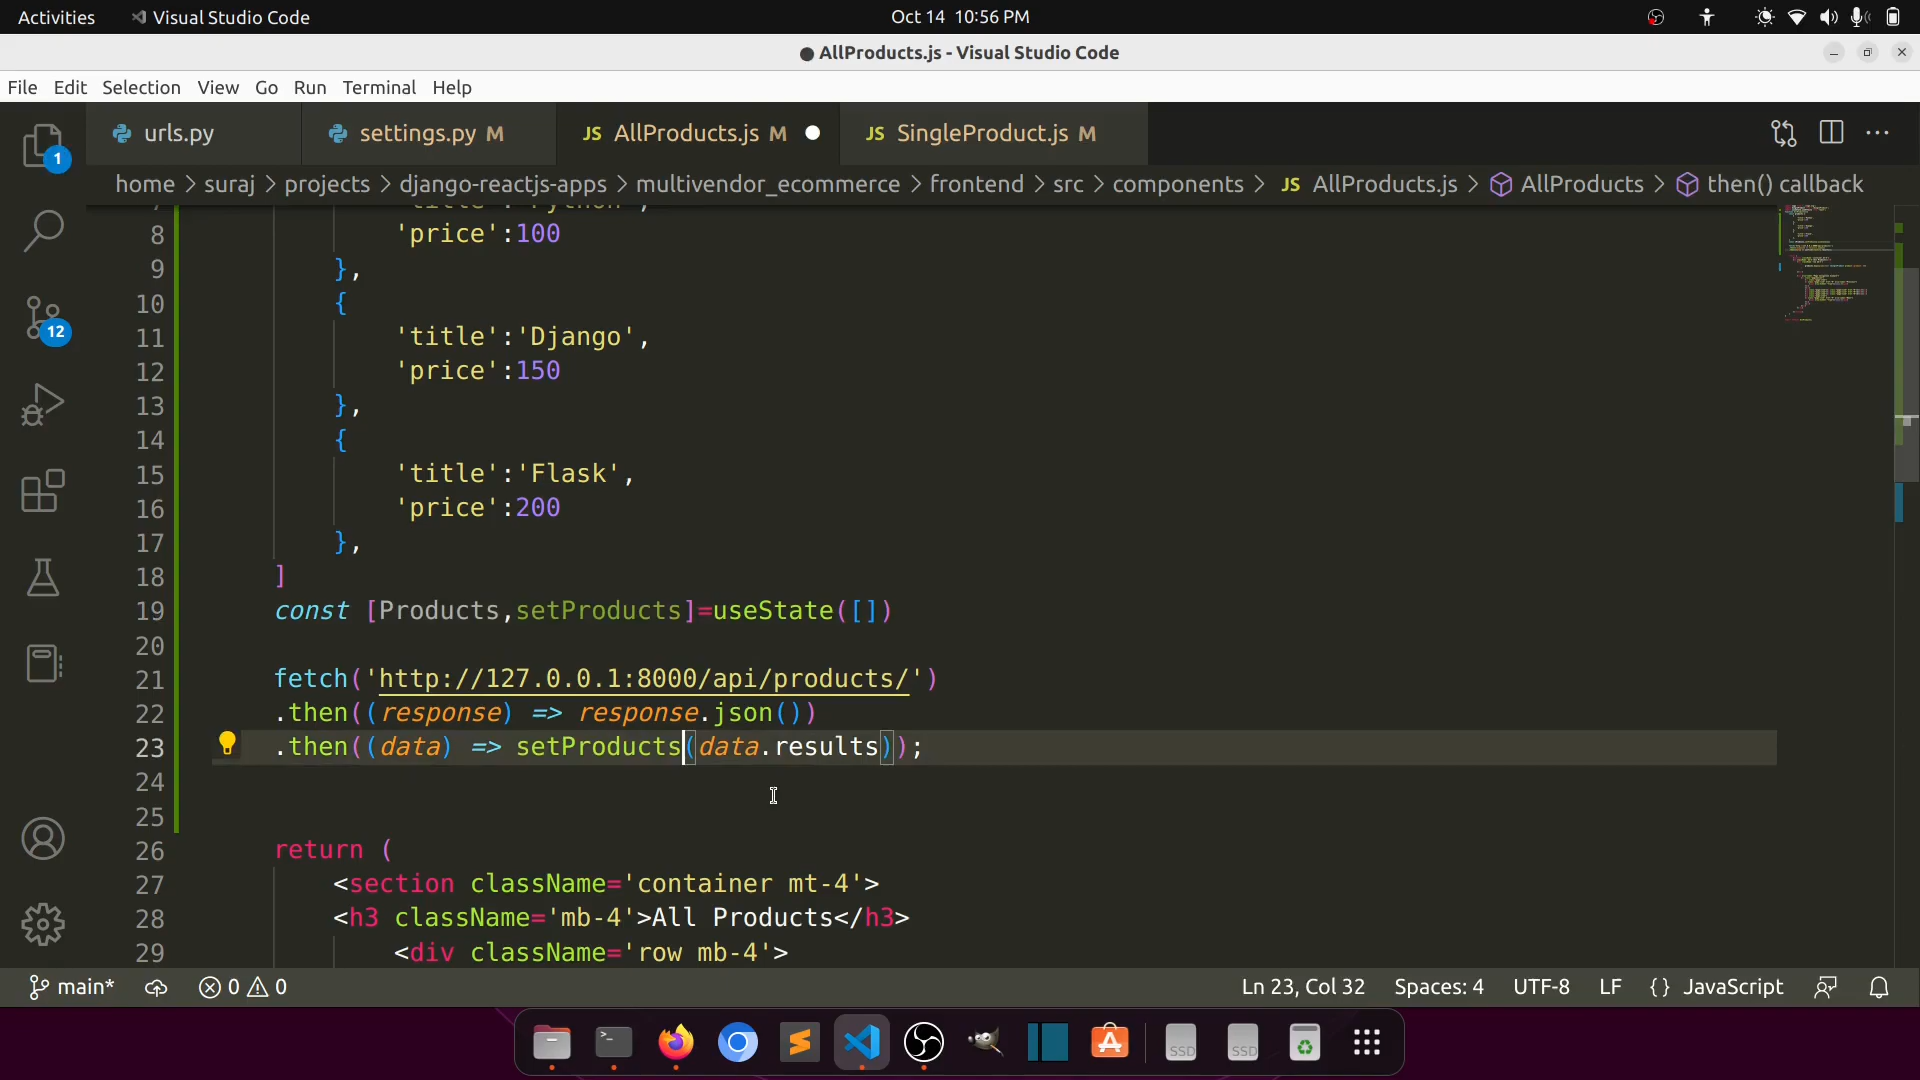 Activities Visual Studio Code Oct 14 10:56 PM
AllProducts.js - Visual Studio Code
File Edit Selection View Go Run Terminal Help
urls.py settings.py M JS AllProducts.js M JS SingleProduct.js M
home > suraj > projects > django-reactjs-apps > multivendor_ecommerce > frontend > src > components > JS AllProducts.js > AllProducts > then() callback
1
12
8 'price':100
9 },
10 {
11 'title':'Django',
12 'price':150
13 },
14 {
15 'title':'Flask',
16 'price':200
17 },
18 ]
19 const [Products,setProducts]=useState([])
20
21 fetch('http://127.0.0.1:8000/api/products/')
22 .then((response) => response.json())
23 .then((data) => setProducts(data.results));
24
25
26 return (
27 <section className='container mt-4'>
28 <h3 className='mb-4'>All Products</h3>
29 <div className='row mb-4'>
main* 0 0 Ln 23, Col 32 Spaces: 4 UTF-8 LF {} JavaScript
SSD SSD